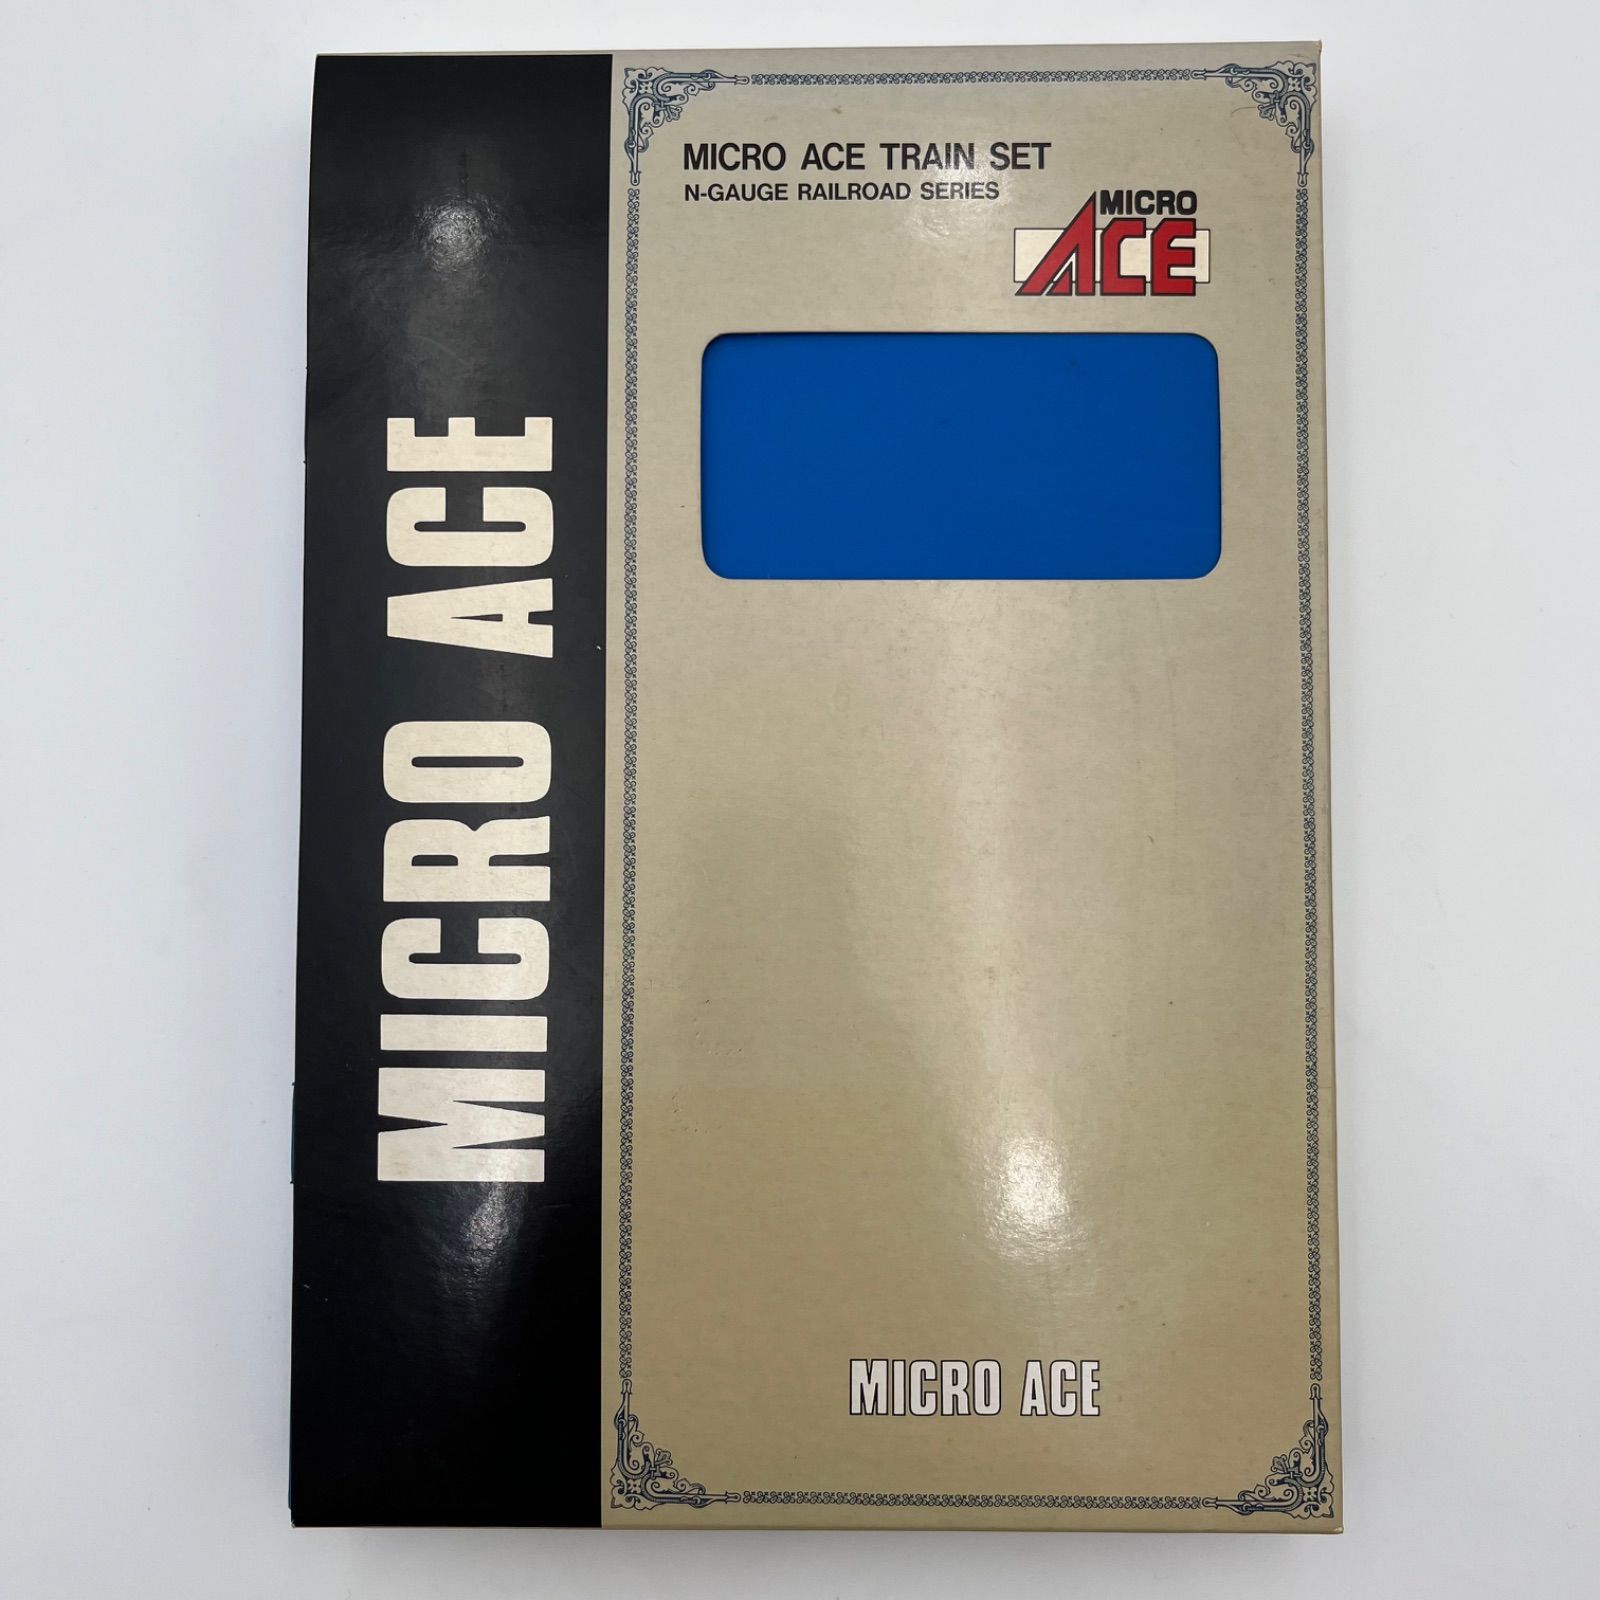 MICRO ACE TRAIN SET
N-GAUGE RAILROAD SERIES
MICRO
ACE
MICRO ACE
MICRO ACE